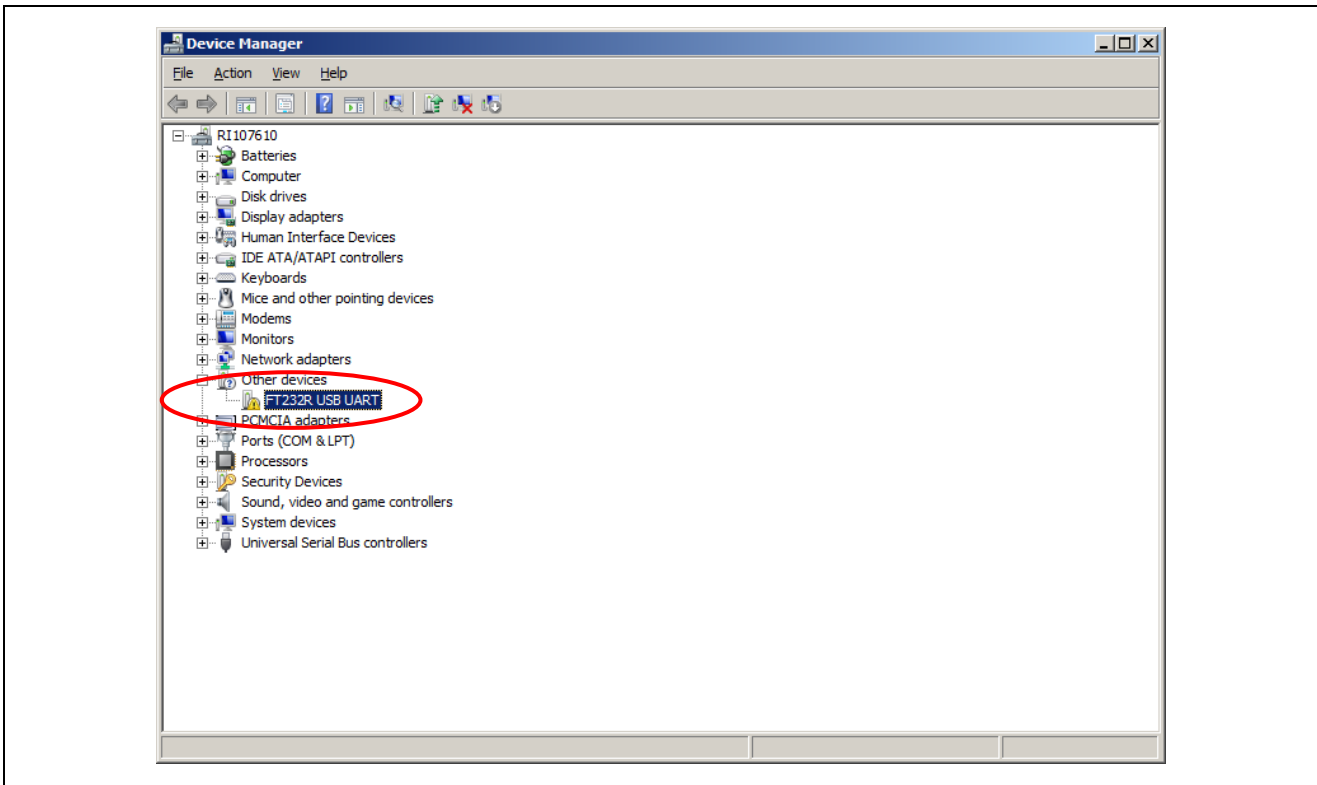 Device Manager
File Action View Help
RI107610
Batteries
Computer
Disk drives
Display adapters
Human Interface Devices
IDE ATA/ATAPI controllers
Keyboards
Mice and other pointing devices
Modems
Monitors
Network adapters
Other devices
FT232R USB UART
PCMCIA adapters
Ports (COM & LPT)
Processors
Security Devices
Sound, video and game controllers
System devices
Universal Serial Bus controllers